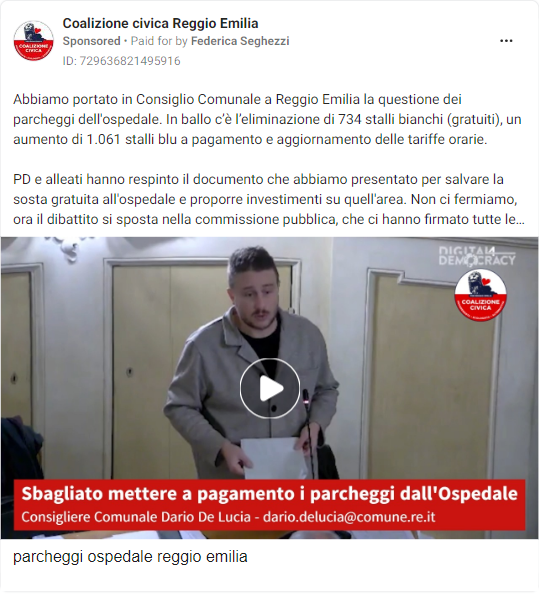 Coalizione civica Reggio Emilia
Sponsored • Paid for by Federica Seghezzi
ID: 729636821495916
Abbiamo portato in Consiglio Comunale a Reggio Emilia la questione dei
parcheggi dell'ospedale. In ballo c'è l'eliminazione di 734 stalli bianchi (gratuiti), un
aumento di 1.061 stalli blu a pagamento e aggiornamento delle tariffe orarie.
PD e alleati hanno respinto il documento che abbiamo presentato per salvare la
sosta gratuita all'ospedale e proporre investimenti su quell'area. Non ci fermiamo,
ora il dibattito si sposta nella commissione pubblica, che ci hanno firmato tutte le...
DIGITAL4
DEMOCRACY
COALIZIONE
CIVICA
Sbagliato mettere a pagamento i parcheggi dall'Ospedale
Consigliere Comunale Dario De Lucia - dario.delucia@comune.re.it
parcheggi ospedale reggio emilia